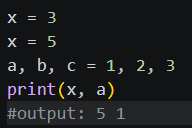 x = 3
x = 5
a, b, c = 1, 2, 3
print(x, a)
#output: 5 1